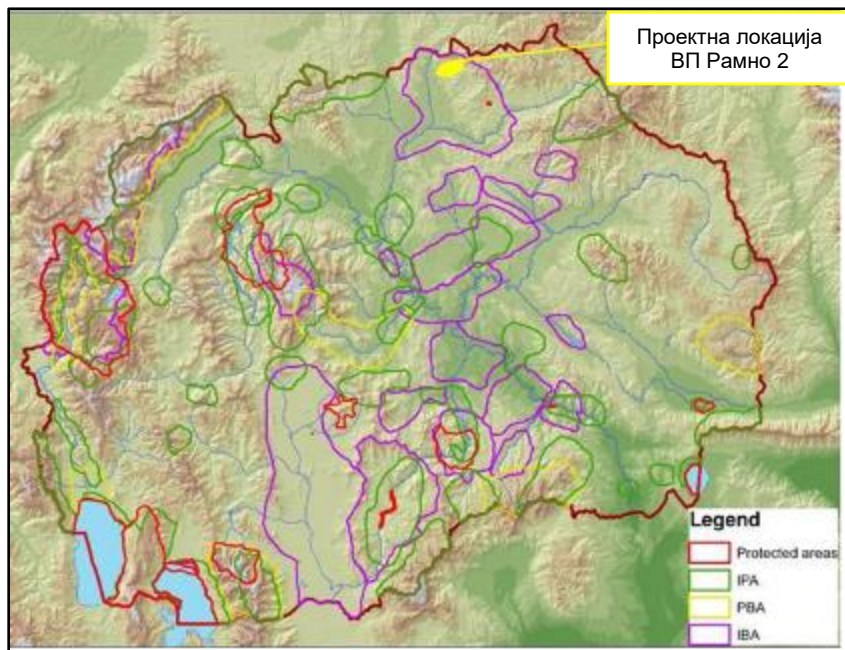 Проектна локација
ВП Рамно 2
Legend
Protected areas
IPA
PBA
IBA